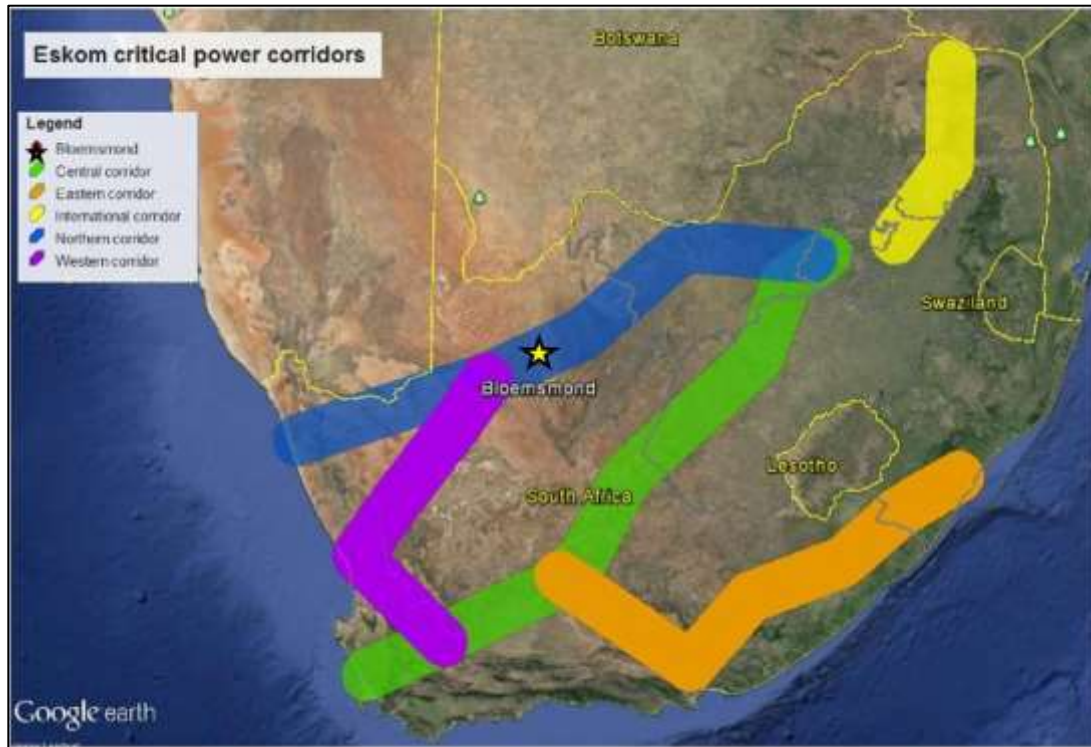 Eskom critical power corridors
Botswana
Legend
Bloemsmond
Central corridor
Eastern corridor
International corridor
Northern corridor
Western corridor
Swaziland
Bloemsmond
Lesotho
South Africa
Google earth